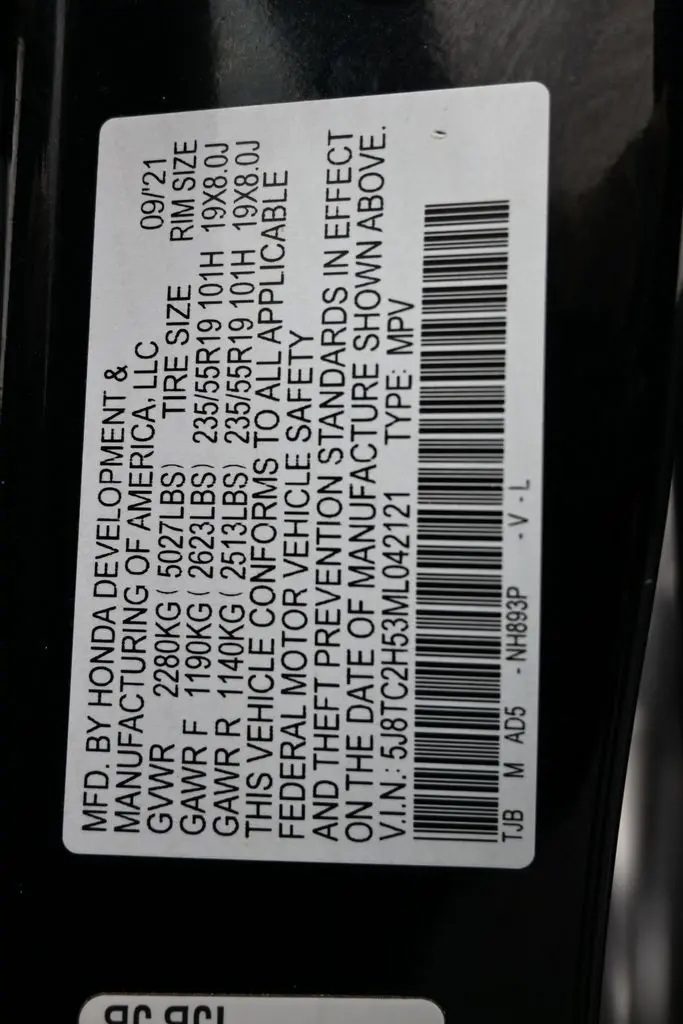 MFD. BY HONDA DEVELOPMENT &
MANUFACTURING OF AMERICA, LLC 09/'21
GVWR 2280KG ( 5027LBS) TIRE SIZE RIM SIZE
GAWR F 1190KG ( 2623LBS) 235/55R19 101H 19X8.0J
GAWR R 1140KG ( 2513LBS) 235/55R19 101H 19X8.0J
THIS VEHICLE CONFORMS TO ALL APPLICABLE
FEDERAL MOTOR VEHICLE SAFETY
AND THEFT PREVENTION STANDARDS IN EFFECT
ON THE DATE OF MANUFACTURE SHOWN ABOVE.
V.I.N.: 5J8TC2H53ML042121 TYPE: MPV
TJB M AD5 - NH893P - V - L